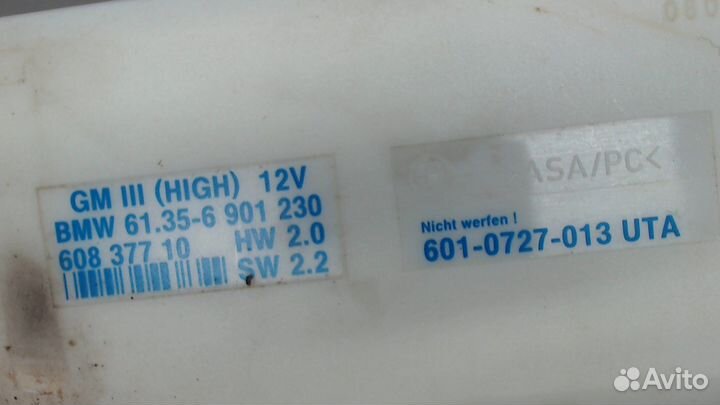 GM III (HIGH) 12V
BMW 61.35-6 901 230
608 377 10 HW 2.0
SW 2.2
ASA/PC<
Nicht werfen !
601-0727-013 UTA
Avito